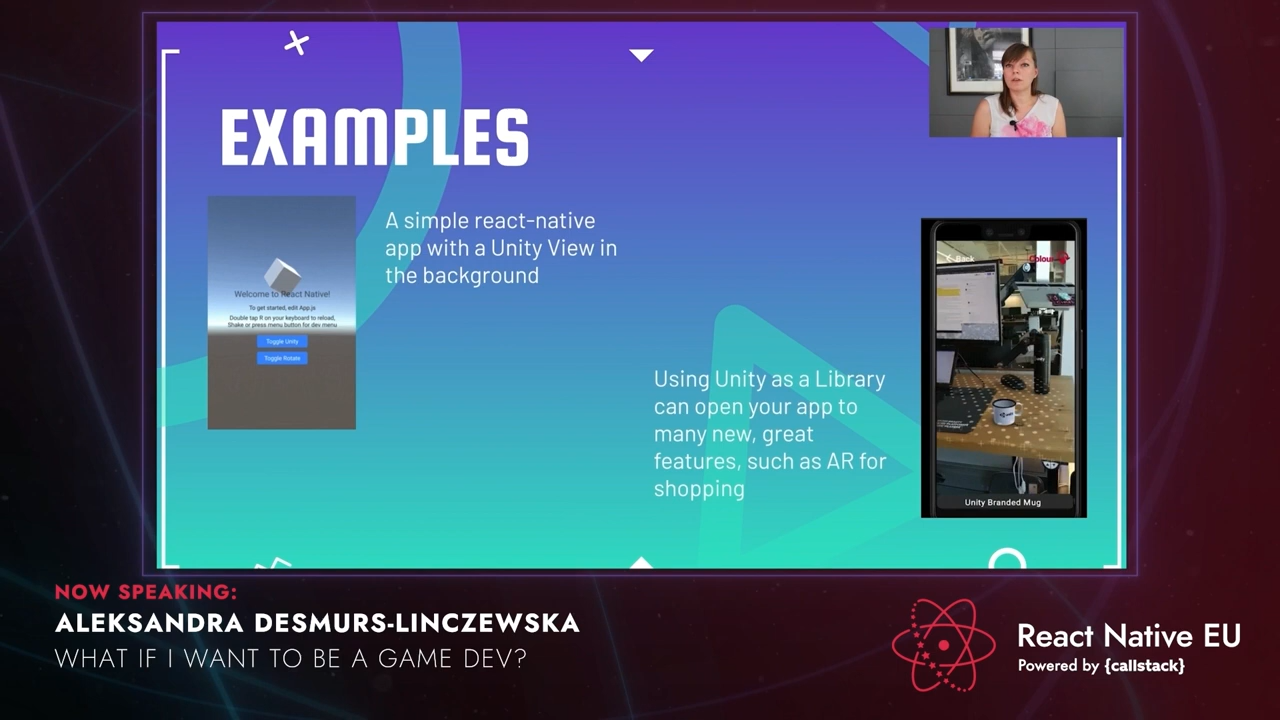 EXAMPLES
Welcome to React Native!
To get started, edit App.js
Double tap R on your keyboard to reload,
Shake or press menu button for dev menu
Toggle Unity
Toggle Rotate
A simple react-native
app with a Unity View in
the background
Using Unity as a Library
can open your app to
many new, great
features, such as AR for
shopping
Back
Colour
Unity Branded Mug
NOW SPEAKING:
ALEKSANDRA DESMURS-LINCZEWSKA
WHAT IF I WANT TO BE A GAME DEV?
React Native EU
Powered by {callstack}